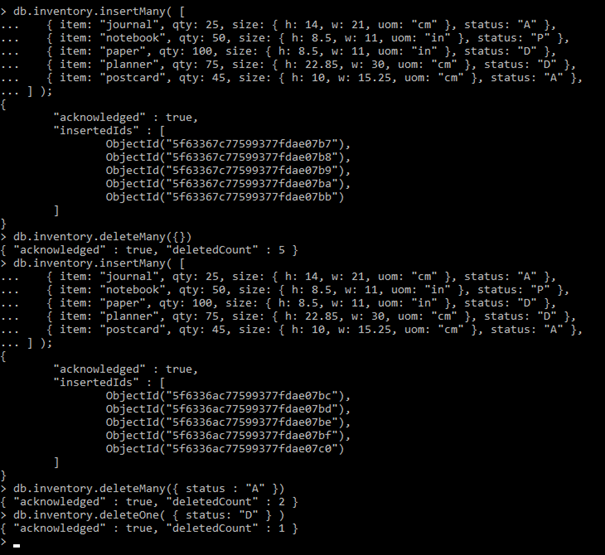 > db.inventory.insertMany( [
...    { item: "journal", qty: 25, size: { h: 14, w: 21, uom: "cm" }, status: "A" },
...    { item: "notebook", qty: 50, size: { h: 8.5, w: 11, uom: "in" }, status: "P" },
...    { item: "paper", qty: 100, size: { h: 8.5, w: 11, uom: "in" }, status: "D" },
...    { item: "planner", qty: 75, size: { h: 22.85, w: 30, uom: "cm" }, status: "D" },
...    { item: "postcard", qty: 45, size: { h: 10, w: 15.25, uom: "cm" }, status: "A" },
... ] );
{
        "acknowledged" : true,
        "insertedIds" : [
                ObjectId("5f63367c77599377fdae07b7"),
                ObjectId("5f63367c77599377fdae07b8"),
                ObjectId("5f63367c77599377fdae07b9"),
                ObjectId("5f63367c77599377fdae07ba"),
                ObjectId("5f63367c77599377fdae07bb")
        ]
}
> db.inventory.deleteMany({})
{ "acknowledged" : true, "deletedCount" : 5 }
> db.inventory.insertMany( [
...    { item: "journal", qty: 25, size: { h: 14, w: 21, uom: "cm" }, status: "A" },
...    { item: "notebook", qty: 50, size: { h: 8.5, w: 11, uom: "in" }, status: "P" },
...    { item: "paper", qty: 100, size: { h: 8.5, w: 11, uom: "in" }, status: "D" },
...    { item: "planner", qty: 75, size: { h: 22.85, w: 30, uom: "cm" }, status: "D" },
...    { item: "postcard", qty: 45, size: { h: 10, w: 15.25, uom: "cm" }, status: "A" },
... ] );
{
        "acknowledged" : true,
        "insertedIds" : [
                ObjectId("5f6336ac77599377fdae07bc"),
                ObjectId("5f6336ac77599377fdae07bd"),
                ObjectId("5f6336ac77599377fdae07be"),
                ObjectId("5f6336ac77599377fdae07bf"),
                ObjectId("5f6336ac77599377fdae07c0")
        ]
}
> db.inventory.deleteMany({ status : "A" })
{ "acknowledged" : true, "deletedCount" : 2 }
> db.inventory.deleteOne( { status: "D" } )
{ "acknowledged" : true, "deletedCount" : 1 }
>